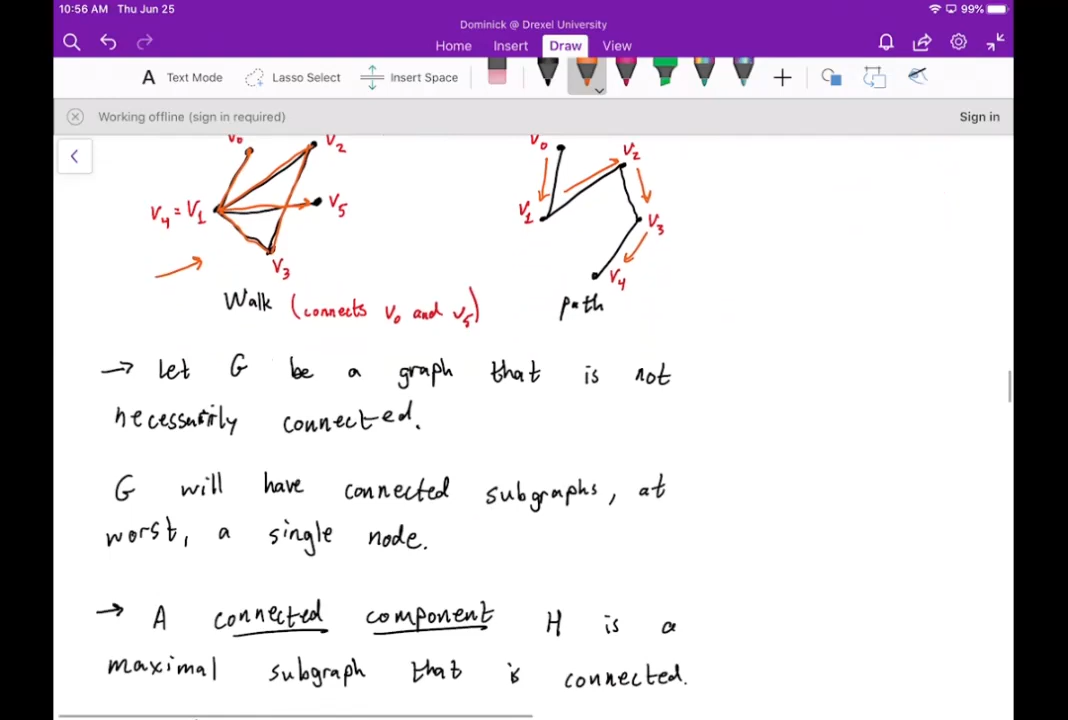 10:56 AM Thu Jun 25
99%
Dominick @ Drexel University
Home Insert Draw View
Text Mode Lasso Select Insert Space
Working offline (sign in required) Sign in
V0 V2 V0 V2
V4 = V1 V5 V1 V3
V3 V4
Walk (connects V0 and V5) path
→ Let G be a graph that is not
necessarily connected.
G will have connected subgraphs, at
worst, a single node.
→ A connected component H is a
maximal subgraph that is connected.